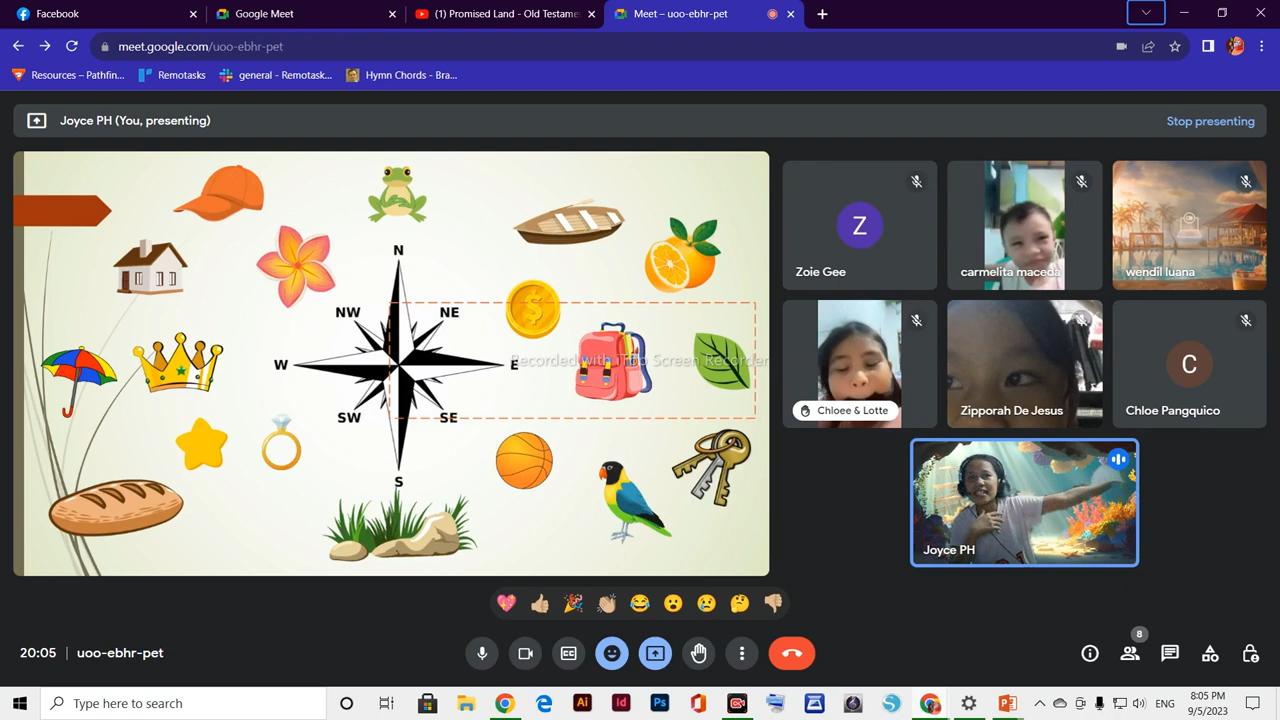 Facebook
Google Meet
(1) Promised Land - Old Testame
Meet – uoo-ebhr-pet
meet.google.com/uoo-ebhr-pet
Resources – Pathfin...
Remotasks
general - Remotask...
Hymn Chords - Bra...
Joyce PH (You, presenting)
Stop presenting
N
NW
NE
W
E
SW
SE
S
$
Recorded with iTop Screen Recorder
Z
Zoie Gee
carmelita maceda
wendil luana
Chloee & Lotte
Zipporah De Jesus
C
Chloe Pangquico
Joyce PH
20:05 | uoo-ebhr-pet
8
Type here to search
Ai
Id
Ps
ENG
8:05 PM
9/5/2023